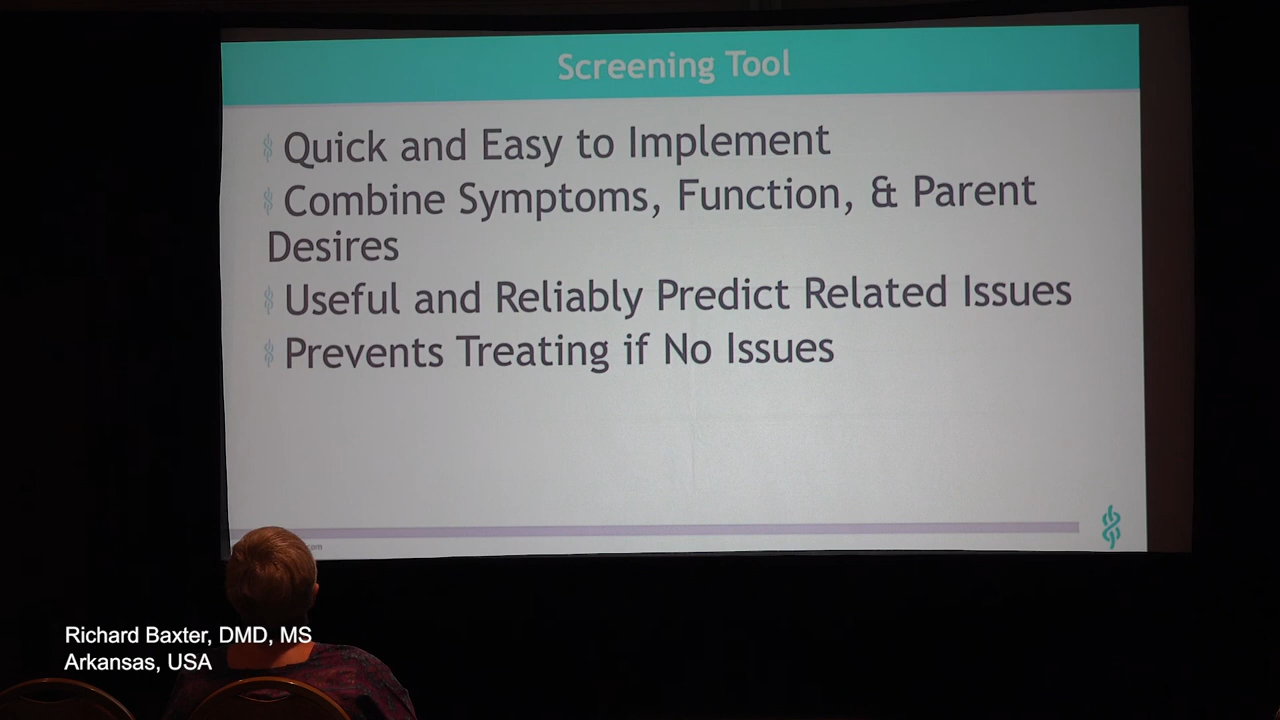 Screening Tool
Quick and Easy to Implement
Combine Symptoms, Function, & Parent
Desires
Useful and Reliably Predict Related Issues
Prevents Treating if No Issues
Richard Baxter, DMD, MS
Arkansas, USA